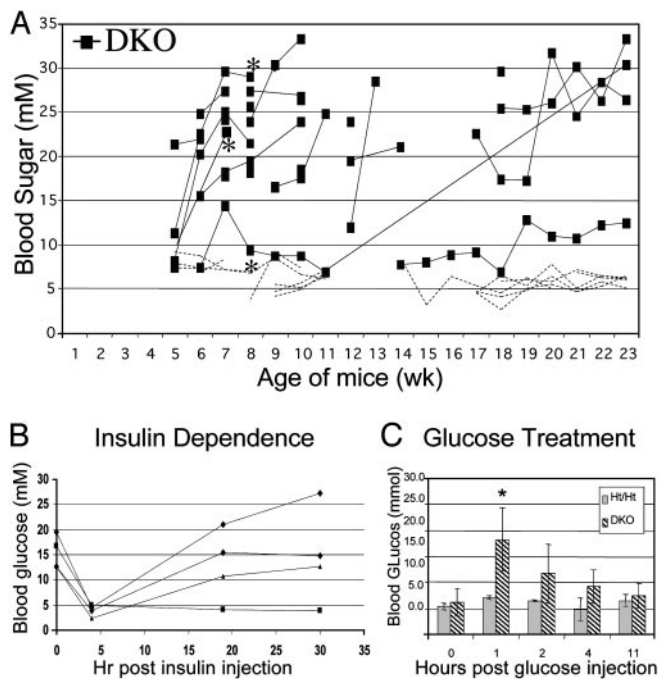 A
DKO
Blood Sugar (mM)
35
30
25
20
15
10
5
0
*
*
*
1 2 3 4 5 6 7 8 9 10 11 12 13 14 15 16 17 18 19 20 21 22 23
Age of mice (wk)
B Insulin Dependence
Blood glucose (mM)
30
25
20
15
10
5
0
0 5 10 15 20 25 30 35
Hr post insulin injection
C Glucose Treatment
Blood GLucos (mmol)
30.0
25.0
20.0
15.0
10.0
5.0
0.0
*
Ht/Ht
DKO
0 1 2 4 11
Hours post glucose injection